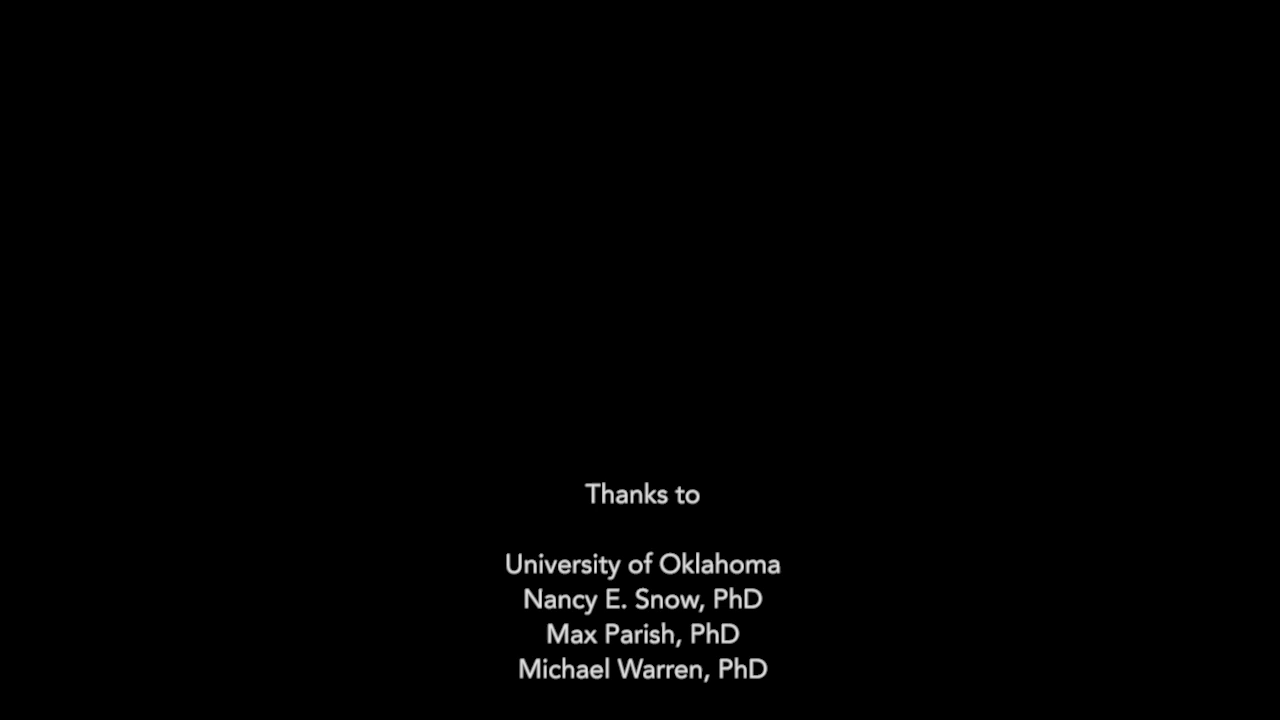 Thanks to
University of Oklahoma
Nancy E. Snow, PhD
Max Parish, PhD
Michael Warren, PhD